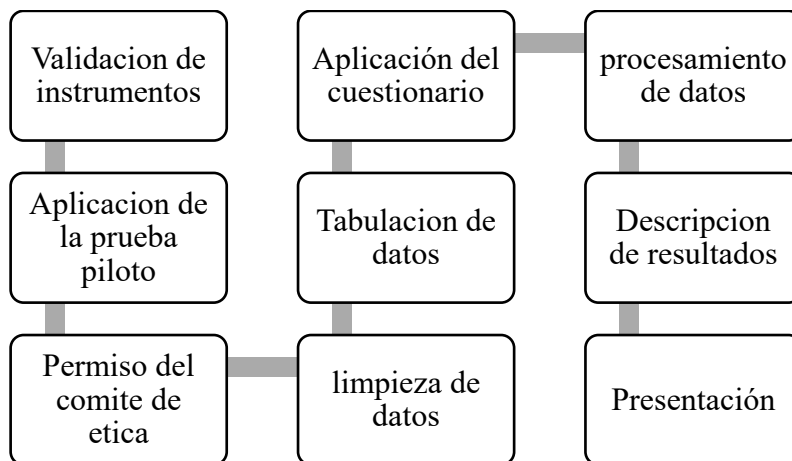 Validacion de
instrumentos
Aplicacion de
la prueba
piloto
Permiso del
comite de
etica
limpieza de
datos
Tabulacion de
datos
Aplicación del
cuestionario
procesamiento
de datos
Descripcion
de resultados
Presentación